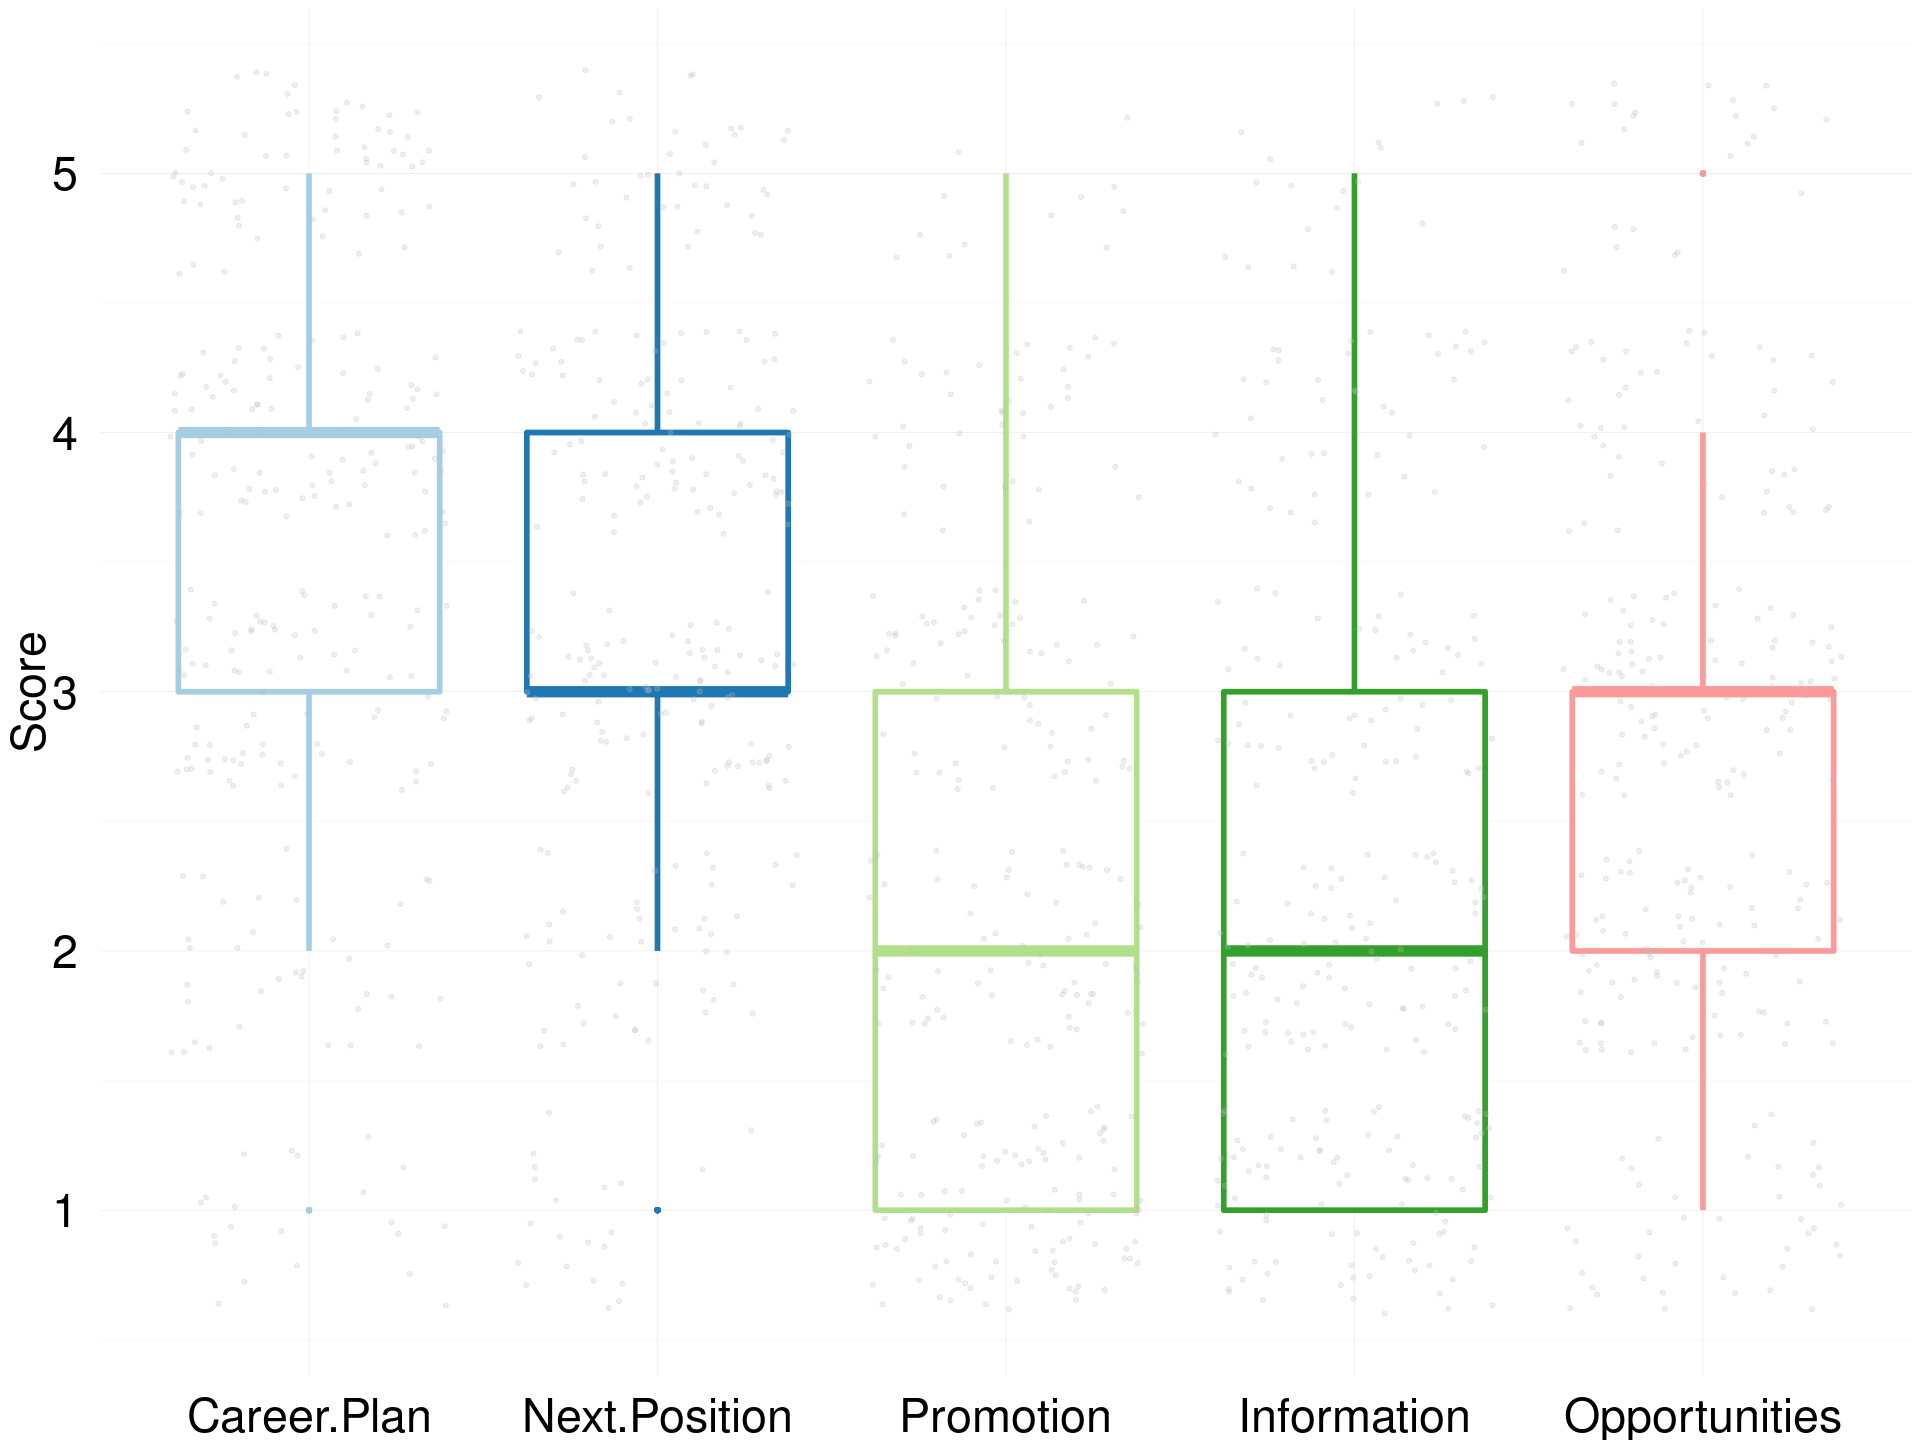 Score
5
4
3
2
1
Career.Plan
Next.Position
Promotion
Information
Opportunities